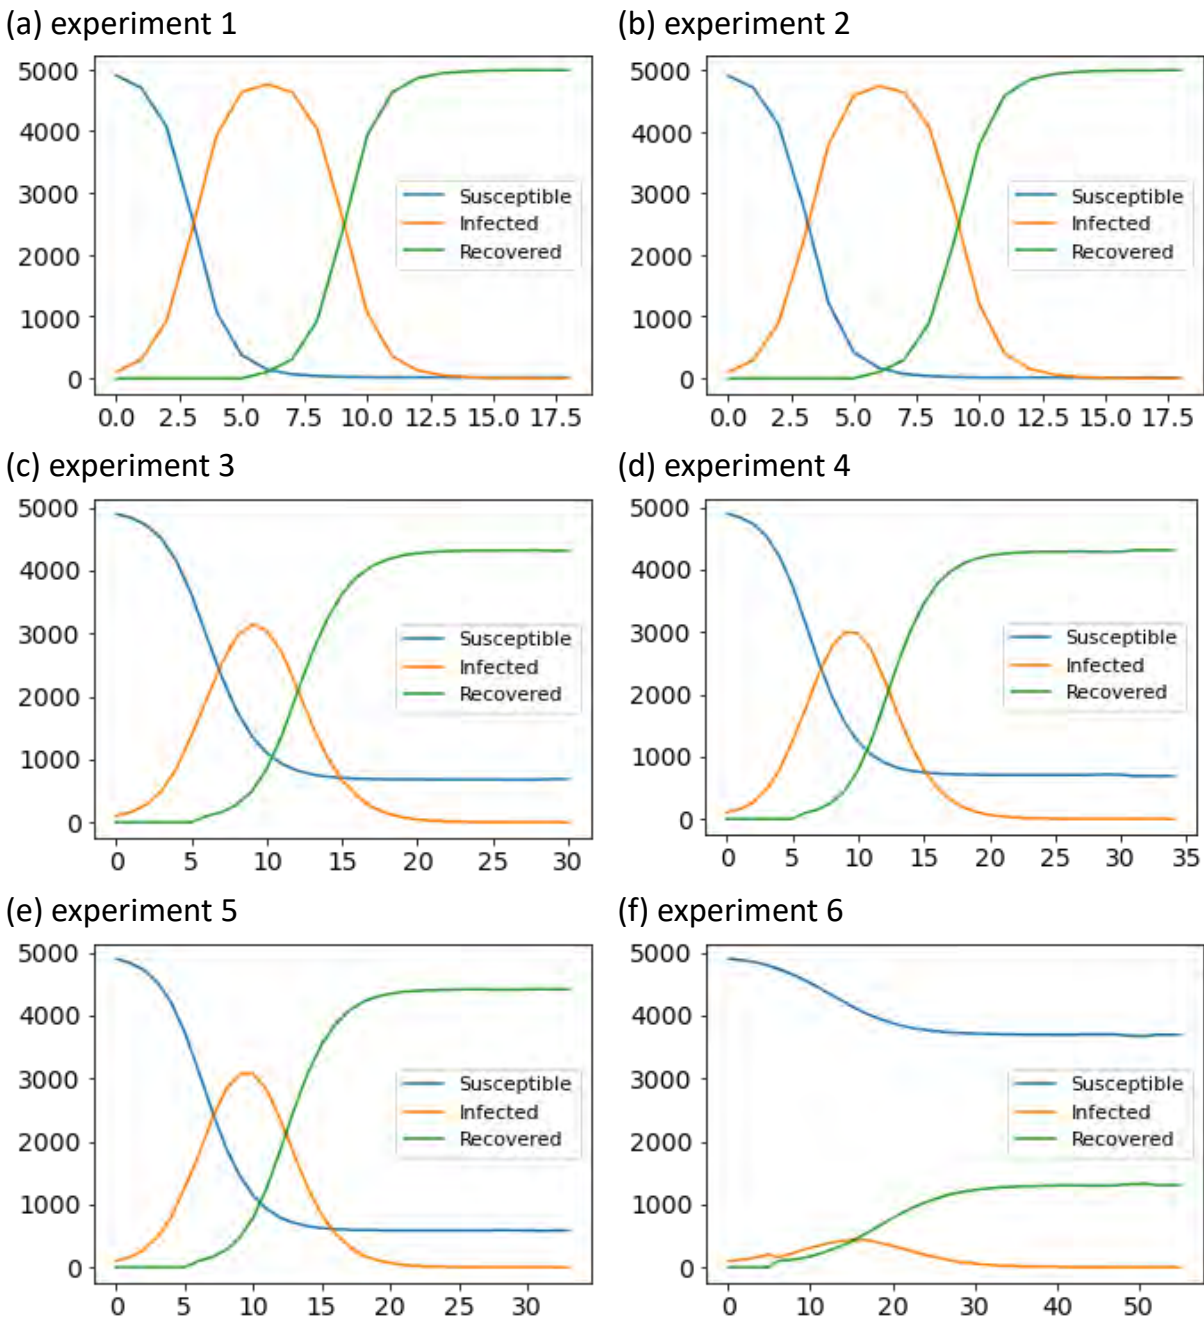 (a) experiment 1
5000
4000
3000
2000
1000
0
Susceptible
Infected
Recovered
0.0 2.5 5.0 7.5 10.0 12.5 15.0 17.5
(b) experiment 2
5000
4000
3000
2000
1000
0
Susceptible
Infected
Recovered
0.0 2.5 5.0 7.5 10.0 12.5 15.0 17.5
(c) experiment 3
5000
4000
3000
2000
1000
0
Susceptible
Infected
Recovered
0 5 10 15 20 25 30
(d) experiment 4
5000
4000
3000
2000
1000
0
Susceptible
Infected
Recovered
0 5 10 15 20 25 30 35
(e) experiment 5
5000
4000
3000
2000
1000
0
Susceptible
Infected
Recovered
0 5 10 15 20 25 30
(f) experiment 6
5000
4000
3000
2000
1000
0
Susceptible
Infected
Recovered
0 10 20 30 40 50